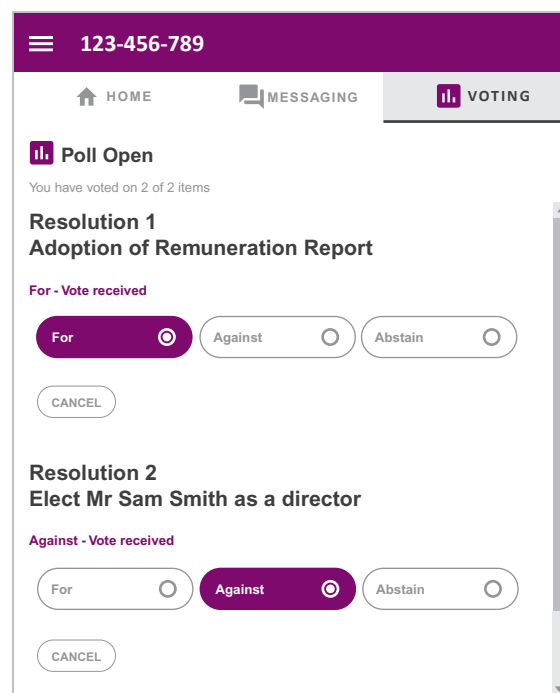 123-456-789
HOME MESSAGING VOTING
Poll Open
You have voted on 2 of 2 items
Resolution 1
Adoption of Remuneration Report
For - Vote received
For Against Abstain
CANCEL
Resolution 2
Elect Mr Sam Smith as a director
Against - Vote received
For Against Abstain
CANCEL